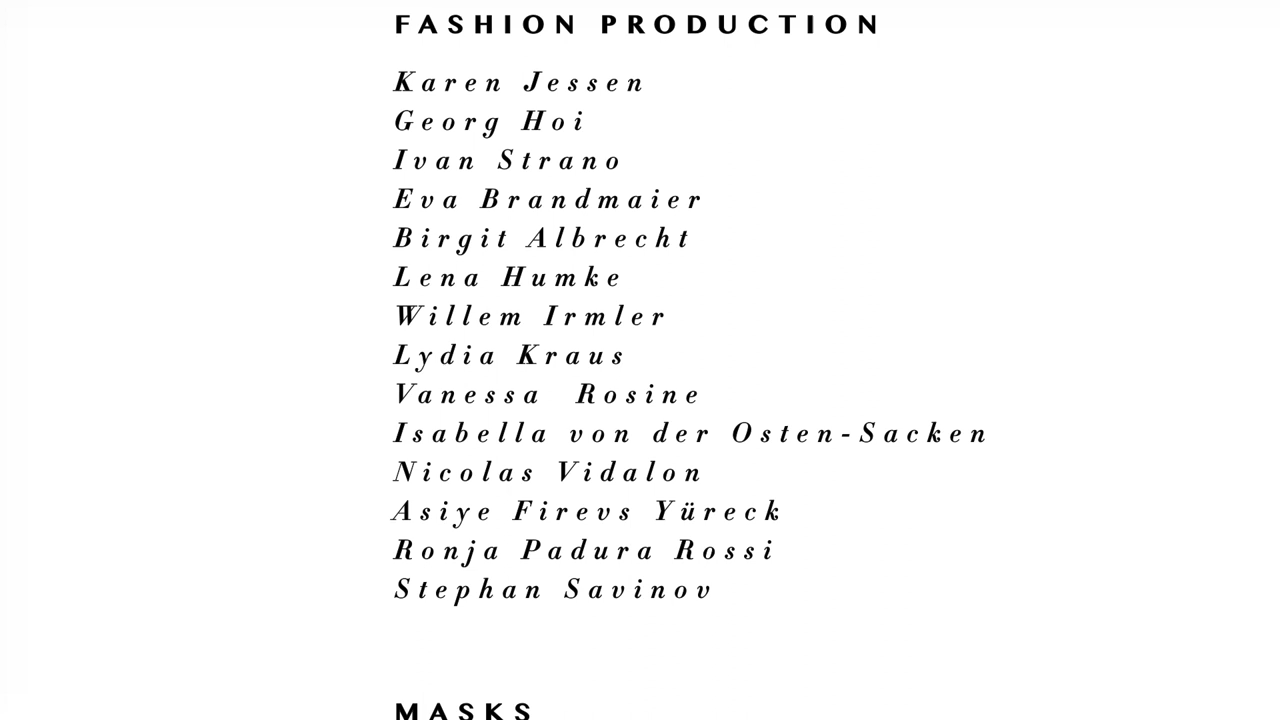 FASHION PRODUCTION
Karen Jessen
Georg Hoi
Ivan Strano
Eva Brandmaier
Birgit Albrecht
Lena Humke
Willem Irmler
Lydia Kraus
Vanessa Rosine
Isabella von der Osten-Sacken
Nicolas Vidalon
Asiye Firevs Yüreck
Ronja Padura Rossi
Stephan Savinov
MASKS